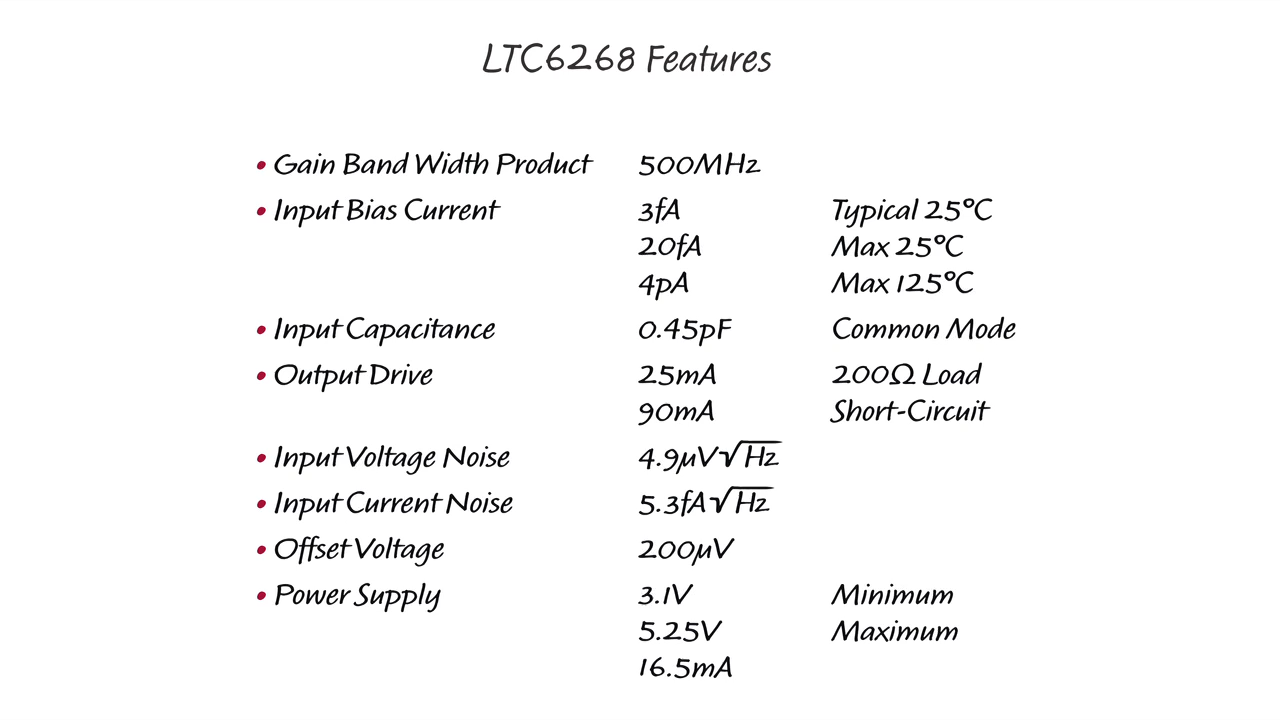 LTC6268 Features
• Gain Band Width Product 500MHz
• Input Bias Current 3fA Typical 25°C
20fA Max 25°C
4pA Max 125°C
• Input Capacitance 0.45pF Common Mode
• Output Drive 25mA 200Ω Load
90mA Short-Circuit
• Input Voltage Noise 4.9µV√Hz
• Input Current Noise 5.3fA√Hz
• Offset Voltage 200µV
• Power Supply 3.1V Minimum
5.25V Maximum
16.5mA